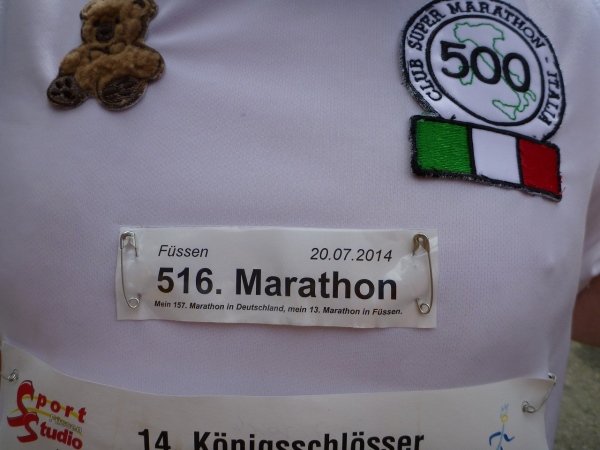 CLUB SUPER MARATHON - ITALIA
500
Füssen 20.07.2014
516. Marathon
Mein 157. Marathon in Deutschland, mein 13. Marathon in Füssen.
Sport
Studio
14. Königsschlösser